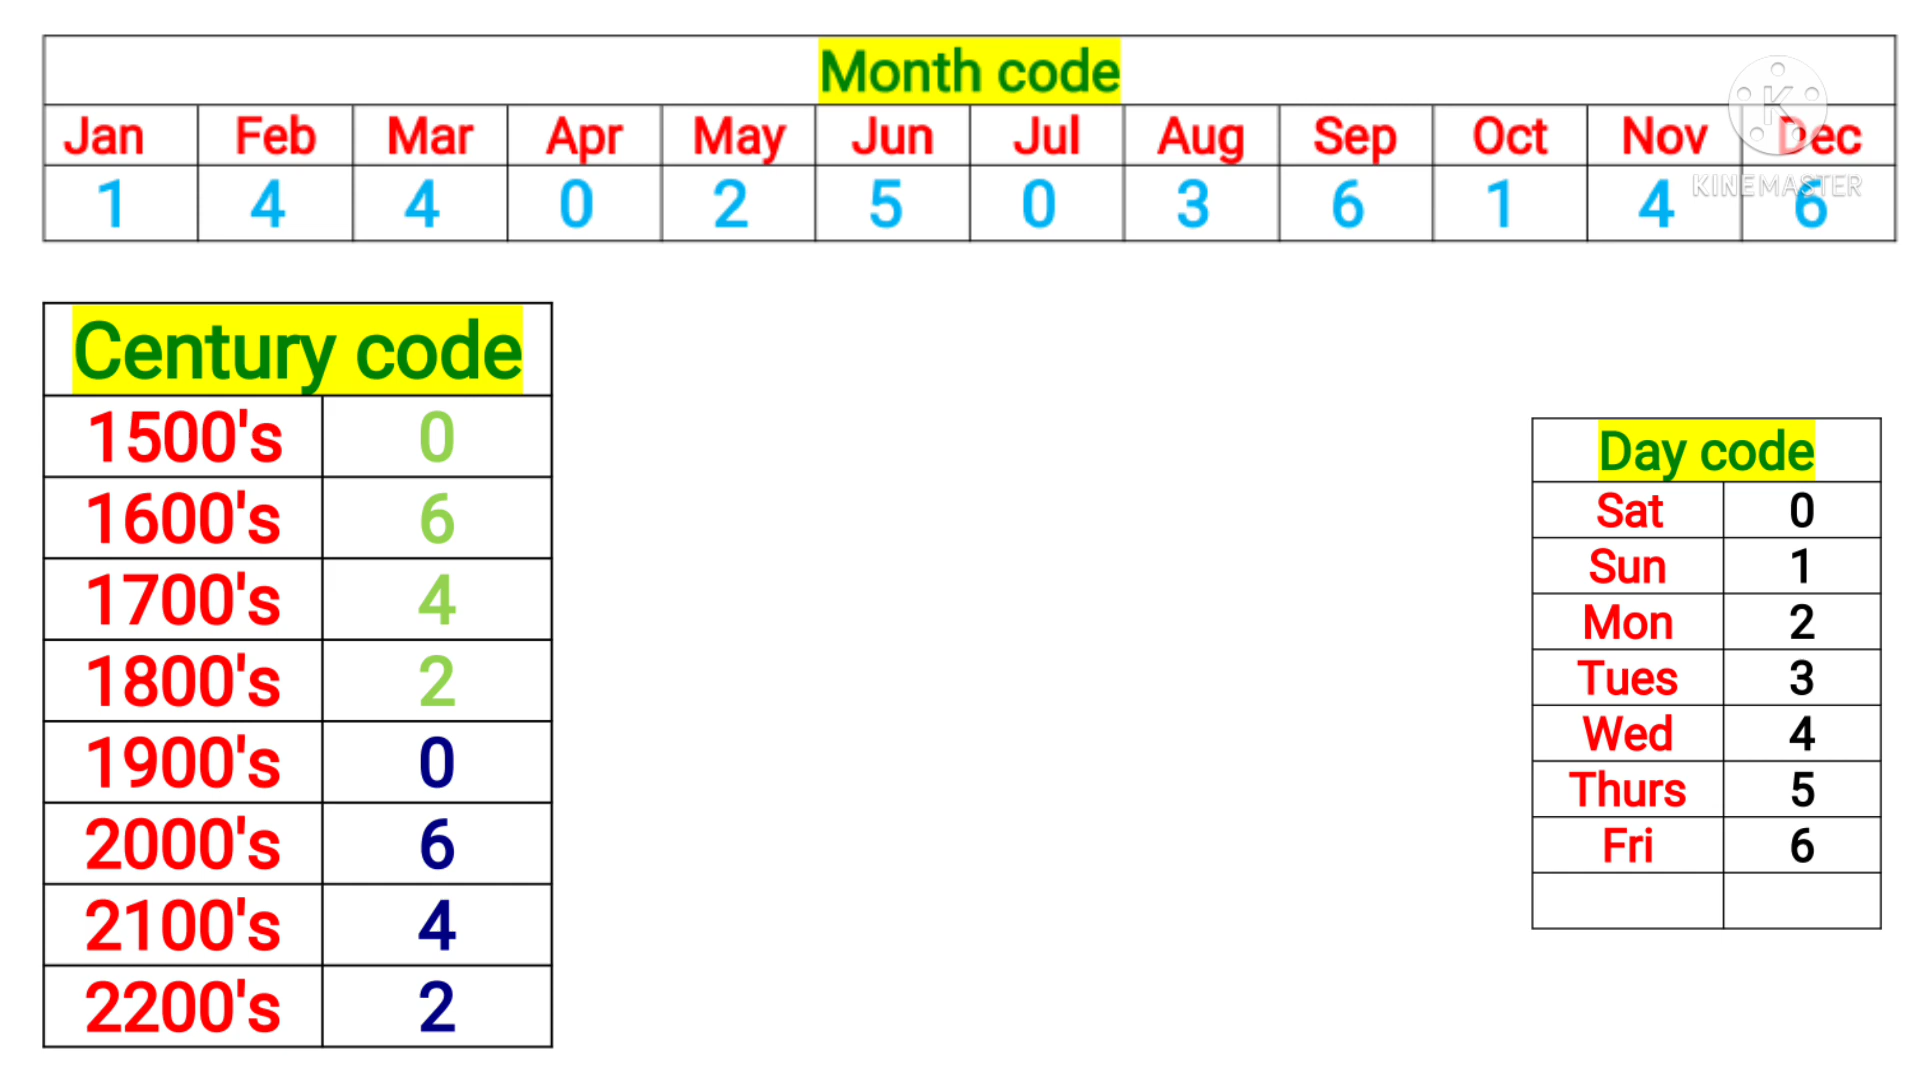 Month code
Jan Feb Mar Apr May Jun Jul Aug Sep Oct Nov Dec
1 4 4 0 2 5 0 3 6 1 4 6
KINEMASTER
Century code
1500's 0
1600's 6
1700's 4
1800's 2
1900's 0
2000's 6
2100's 4
2200's 2
Day code
Sat 0
Sun 1
Mon 2
Tues 3
Wed 4
Thurs 5
Fri 6